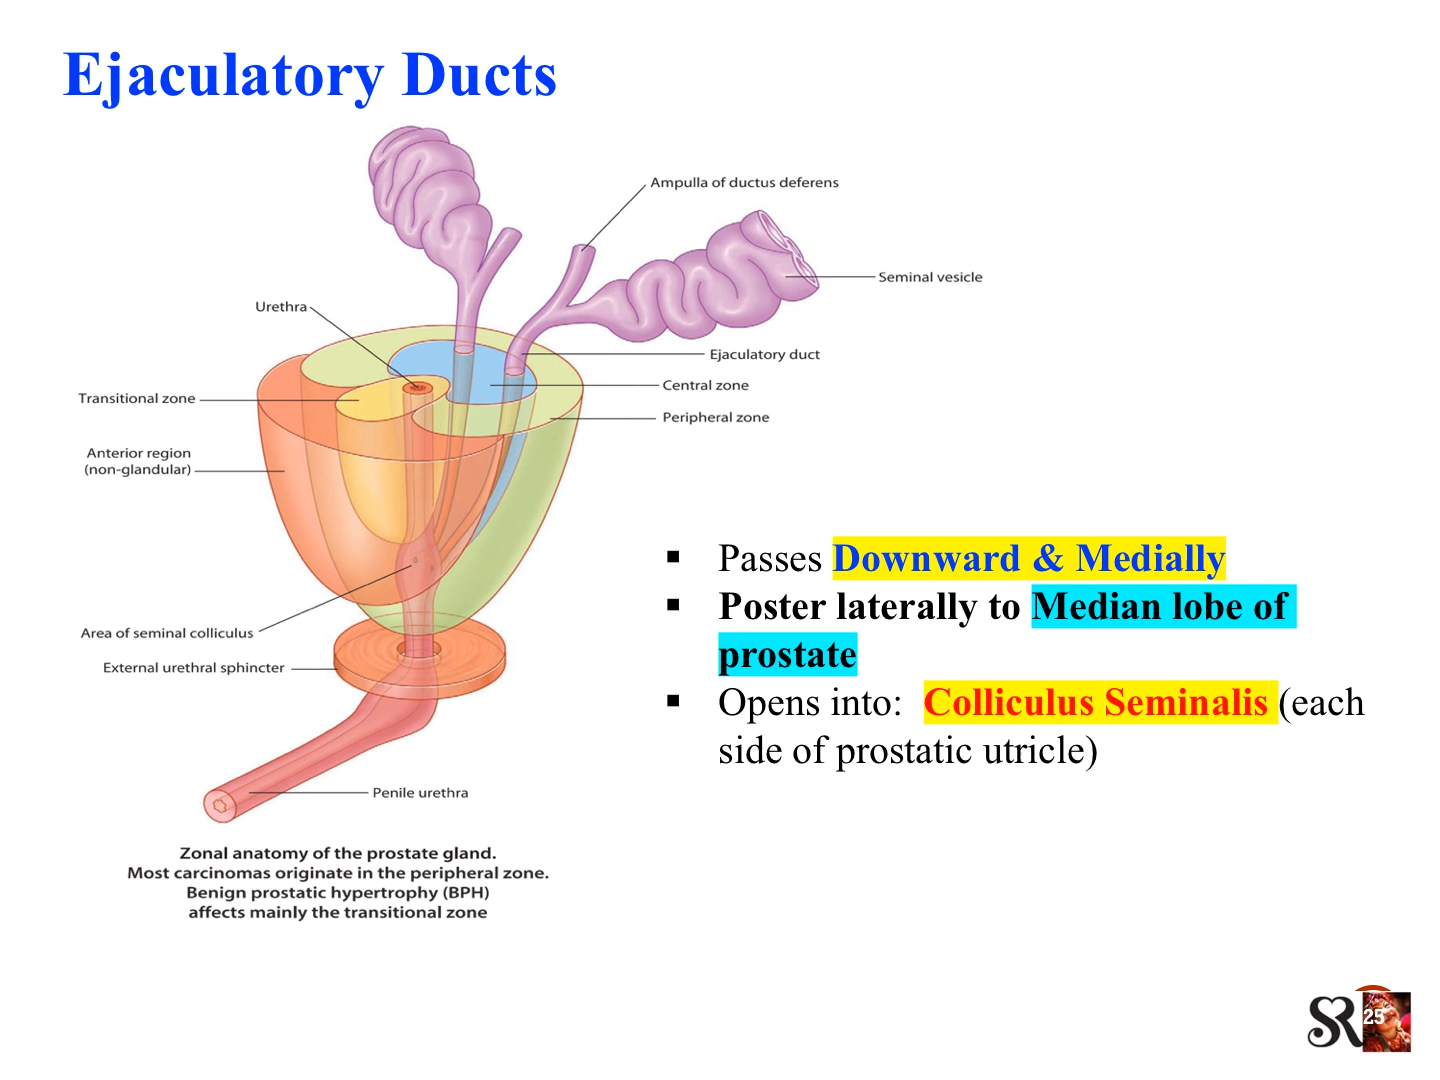 Ejaculatory Ducts
Ampulla of ductus deferens
Seminal vesicle
Urethra
Ejaculatory duct
Central zone
Transitional zone
Peripheral zone
Anterior region
(non-glandular)
Area of seminal colliculus
External urethral sphincter
Penile urethra
Zonal anatomy of the prostate gland.
Most carcinomas originate in the peripheral zone.
Benign prostatic hypertrophy (BPH)
affects mainly the transitional zone
▪ Passes Downward & Medially
▪ Poster laterally to Median lobe of
prostate
▪ Opens into: Colliculus Seminalis (each
side of prostatic utricle)
SR
25